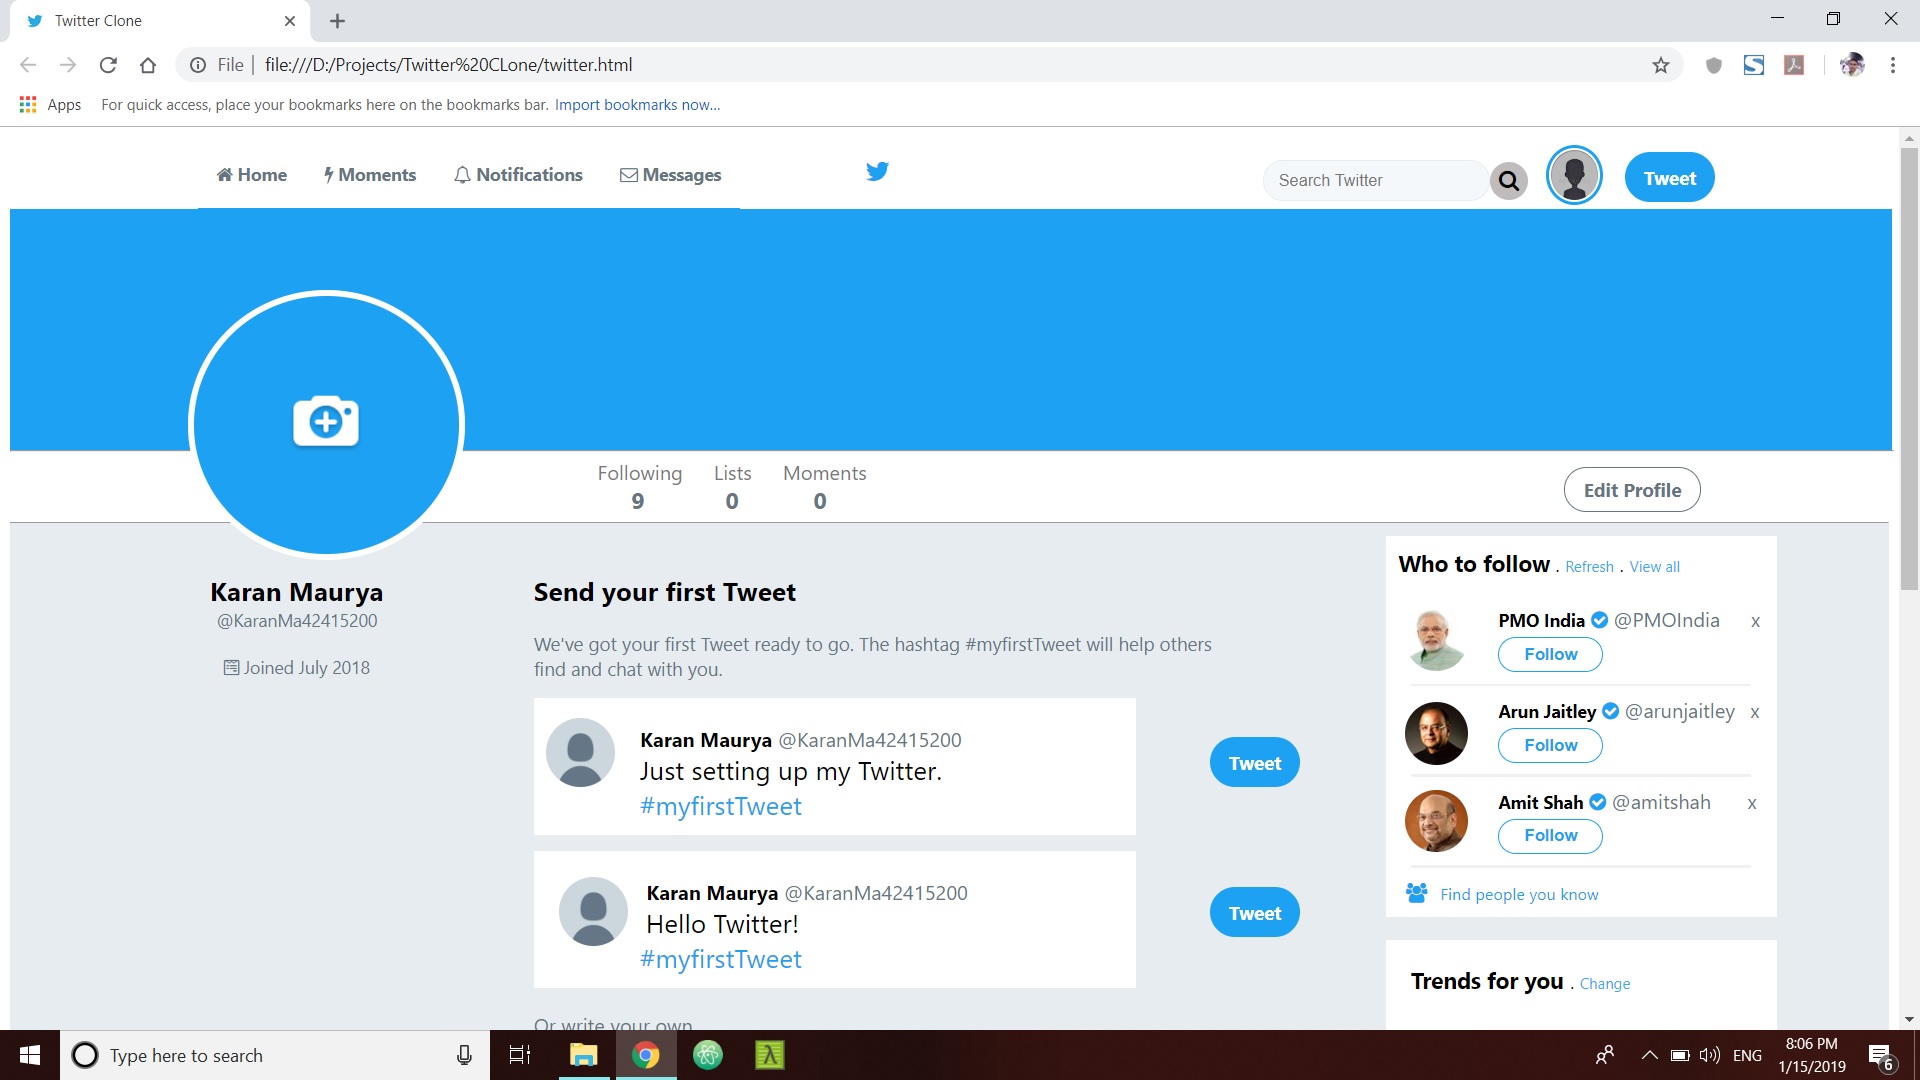 Twitter Clone
File
file:///D:/Projects/Twitter%20CLone/twitter.html
Apps
For quick access, place your bookmarks here on the bookmarks bar. Import bookmarks now...
Home
Moments
Notifications
Messages
Search Twitter
Tweet
Following
9
Lists
0
Moments
0
Edit Profile
Karan Maurya
@KaranMa42415200
Joined July 2018
Send your first Tweet
We've got your first Tweet ready to go. The hashtag #myfirstTweet will help others
find and chat with you.
Karan Maurya @KaranMa42415200
Just setting up my Twitter.
#myfirstTweet
Tweet
Karan Maurya @KaranMa42415200
Hello Twitter!
#myfirstTweet
Tweet
Or write your own
Who to follow . Refresh . View all
PMO India @PMOIndia x
Follow
Arun Jaitley @arunjaitley x
Follow
Amit Shah @amitshah x
Follow
Find people you know
Trends for you . Change
Type here to search
ENG
8:06 PM
1/15/2019
6